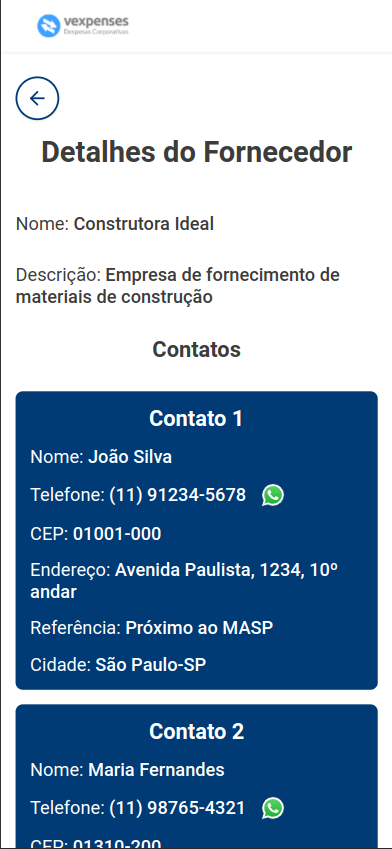 vexpenses
Despesas Corporativas
Detalhes do Fornecedor
Nome: Construtora Ideal
Descrição: Empresa de fornecimento de
materiais de construção
Contatos
Contato 1
Nome: João Silva
Telefone: (11) 91234-5678
CEP: 01001-000
Endereço: Avenida Paulista, 1234, 10º
andar
Referência: Próximo ao MASP
Cidade: São Paulo-SP
Contato 2
Nome: Maria Fernandes
Telefone: (11) 98765-4321
CEP: 01310-200